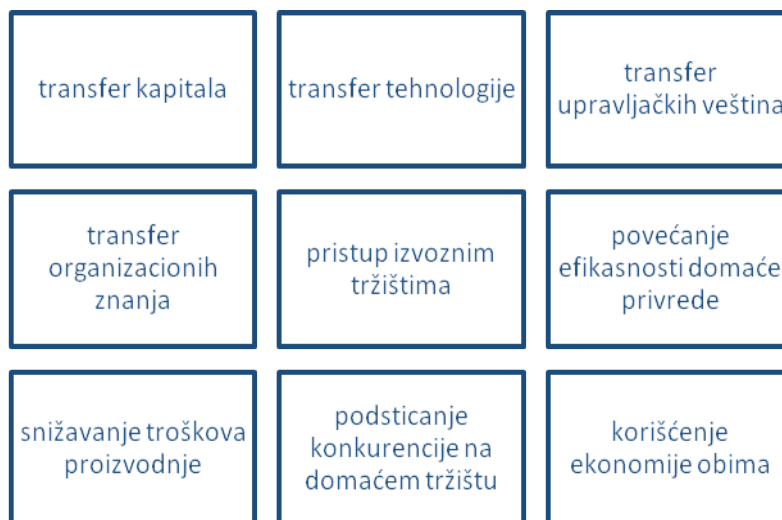 transfer kapitala
transfer tehnologije
transfer
upravljačkih veština
transfer
organizacionih
znanja
pristup izvoznim
tržištima
povećanje
efikasnosti domaće
privrede
snižavanje troškova
proizvodnje
podsticanje
konkurencije na
domaćem tržištu
korišćenje
ekonomije obima